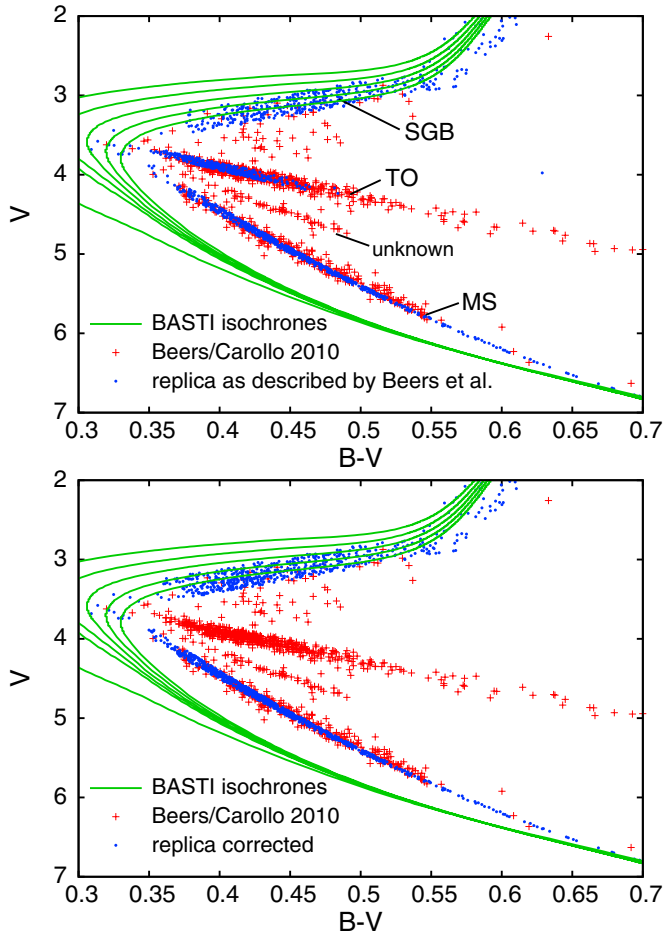 2
3
4
5
6
7
V
SGB
TO
unknown
MS
BASTI isochrones
Beers/Carollo 2010
replica as described by Beers et al.
0.3 0.35 0.4 0.45 0.5 0.55 0.6 0.65 0.7
B-V
2
3
4
5
6
7
V
BASTI isochrones
Beers/Carollo 2010
replica corrected
0.3 0.35 0.4 0.45 0.5 0.55 0.6 0.65 0.7
B-V